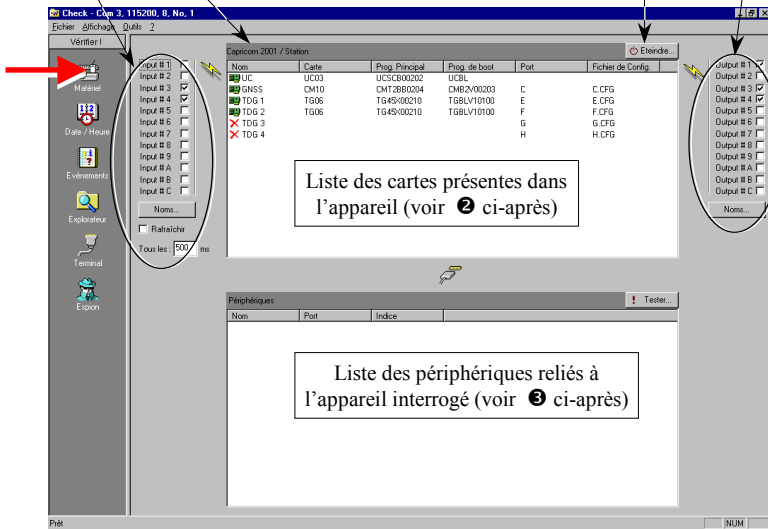 Check - Com 3, 115200, 8, No, 1
Fichier Affichage Outils ?
Vérifier !
Matériel
Date / Heure
Evénements
Explorateur
Terminal
Espion
Input # 1
Input # 2
Input # 3
Input # 4
Input # 5
Input # 6
Input # 7
Input # 8
Input # 9
Input # A
Input # B
Input # C
Noms...
Rafraîchir
Tous les : 500 ms
Capricorn 2001 / Station
Eteindre...
Nom Carte Prog. Principal Prog. de boot Port Fichier de Config.
UC UC03 UCSCB00202 UCBL
GNSS CM10 CMT2BB0204 CMB2V00203 C C.CFG
TDG 1 TG06 TG45X00210 TGBLV10100 E E.CFG
TDG 2 TG06 TG45X00210 TGBLV10100 F F.CFG
TDG 3 G G.CFG
TDG 4 H H.CFG
Liste des cartes présentes dans
l’appareil (voir ❷ ci-après)
Output # 1
Output # 2
Output # 3
Output # 4
Output # 5
Output # 6
Output # 7
Output # 8
Output # 9
Output # A
Output # B
Output # C
Noms...
Périphériques
! Tester...
Nom Port Indice
Liste des périphériques reliés à
l’appareil interrogé (voir ❸ ci-après)
Prêt
NUM